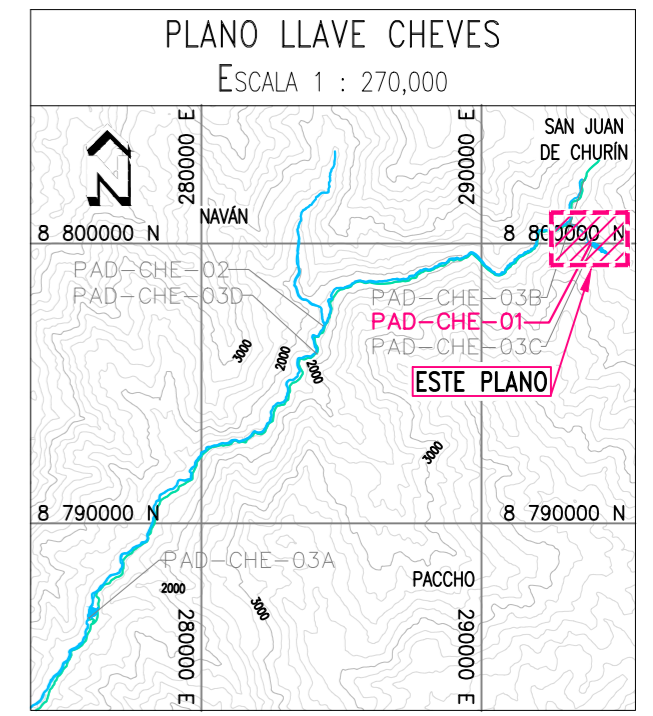 PLANO LLAVE CHEVES
ESCALA 1 : 270,000
N
280000 E
290000 E
SAN JUAN
DE CHURÍN
NAVÁN
8 800000 N
8 800000 N
PAD-CHE-02
PAD-CHE-03D
PAD-CHE-03B
PAD-CHE-01
PAD-CHE-03C
3000
2000
2000
ESTE PLANO
3000
8 790000 N
8 790000 N
PAD-CHE-03A
2000
3000
PACCHO
280000 E
290000 E